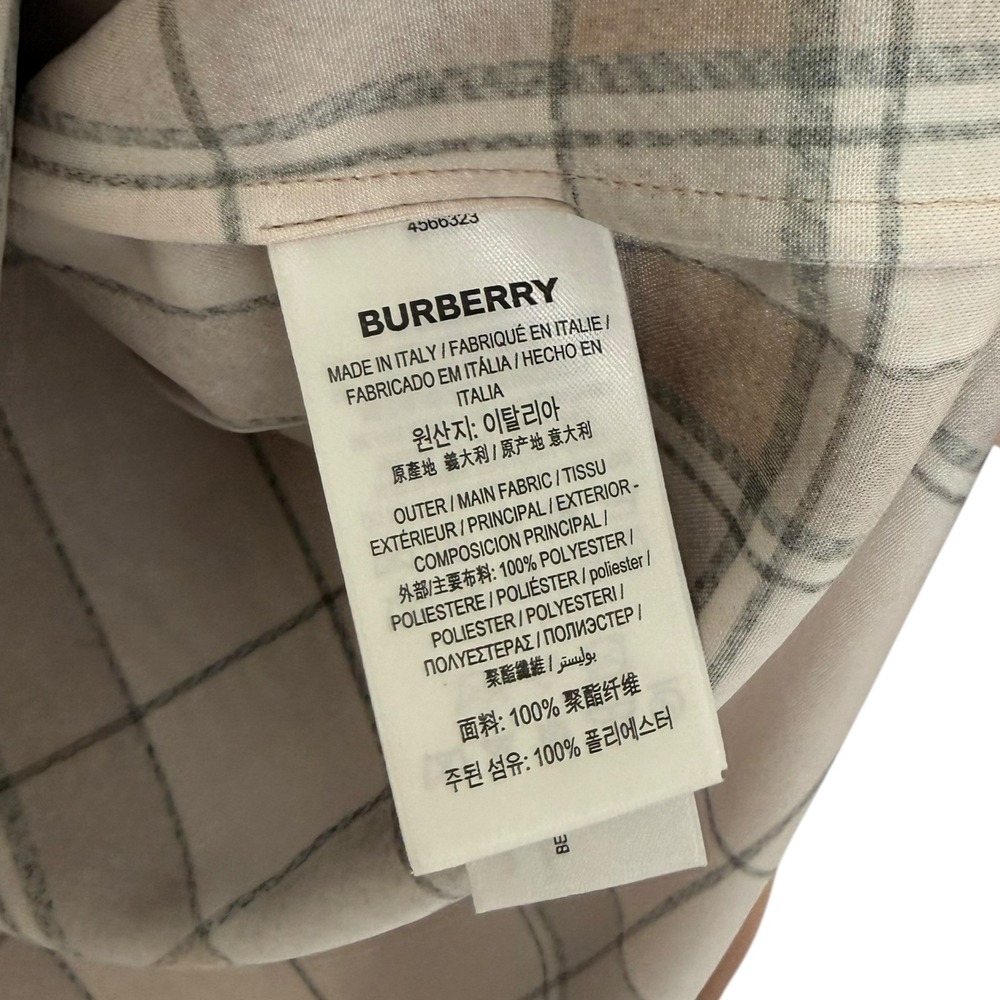 4566323
BURBERRY
MADE IN ITALY / FABRIQUÉ EN ITALIE /
FABRICADO EM ITÁLIA / HECHO EN
ITALIA
원산지: 이탈리아
原產地 義大利 / 原产地 意大利
OUTER / MAIN FABRIC / TISSU
EXTÉRIEUR / PRINCIPAL / EXTERIOR -
COMPOSICION PRINCIPAL /
外部/主要布料: 100% POLYESTER /
POLIESTERE / POLIÉSTER / poliester /
POLIESTER / POLYESTERI /
ΠΟΛΥΕΣΤΕΡΑΣ / ПОЛИЭСТЕР /
聚酯纖維 / بوليستر
面料: 100% 聚酯纤维
주된 섬유: 100% 폴리에스터
BE